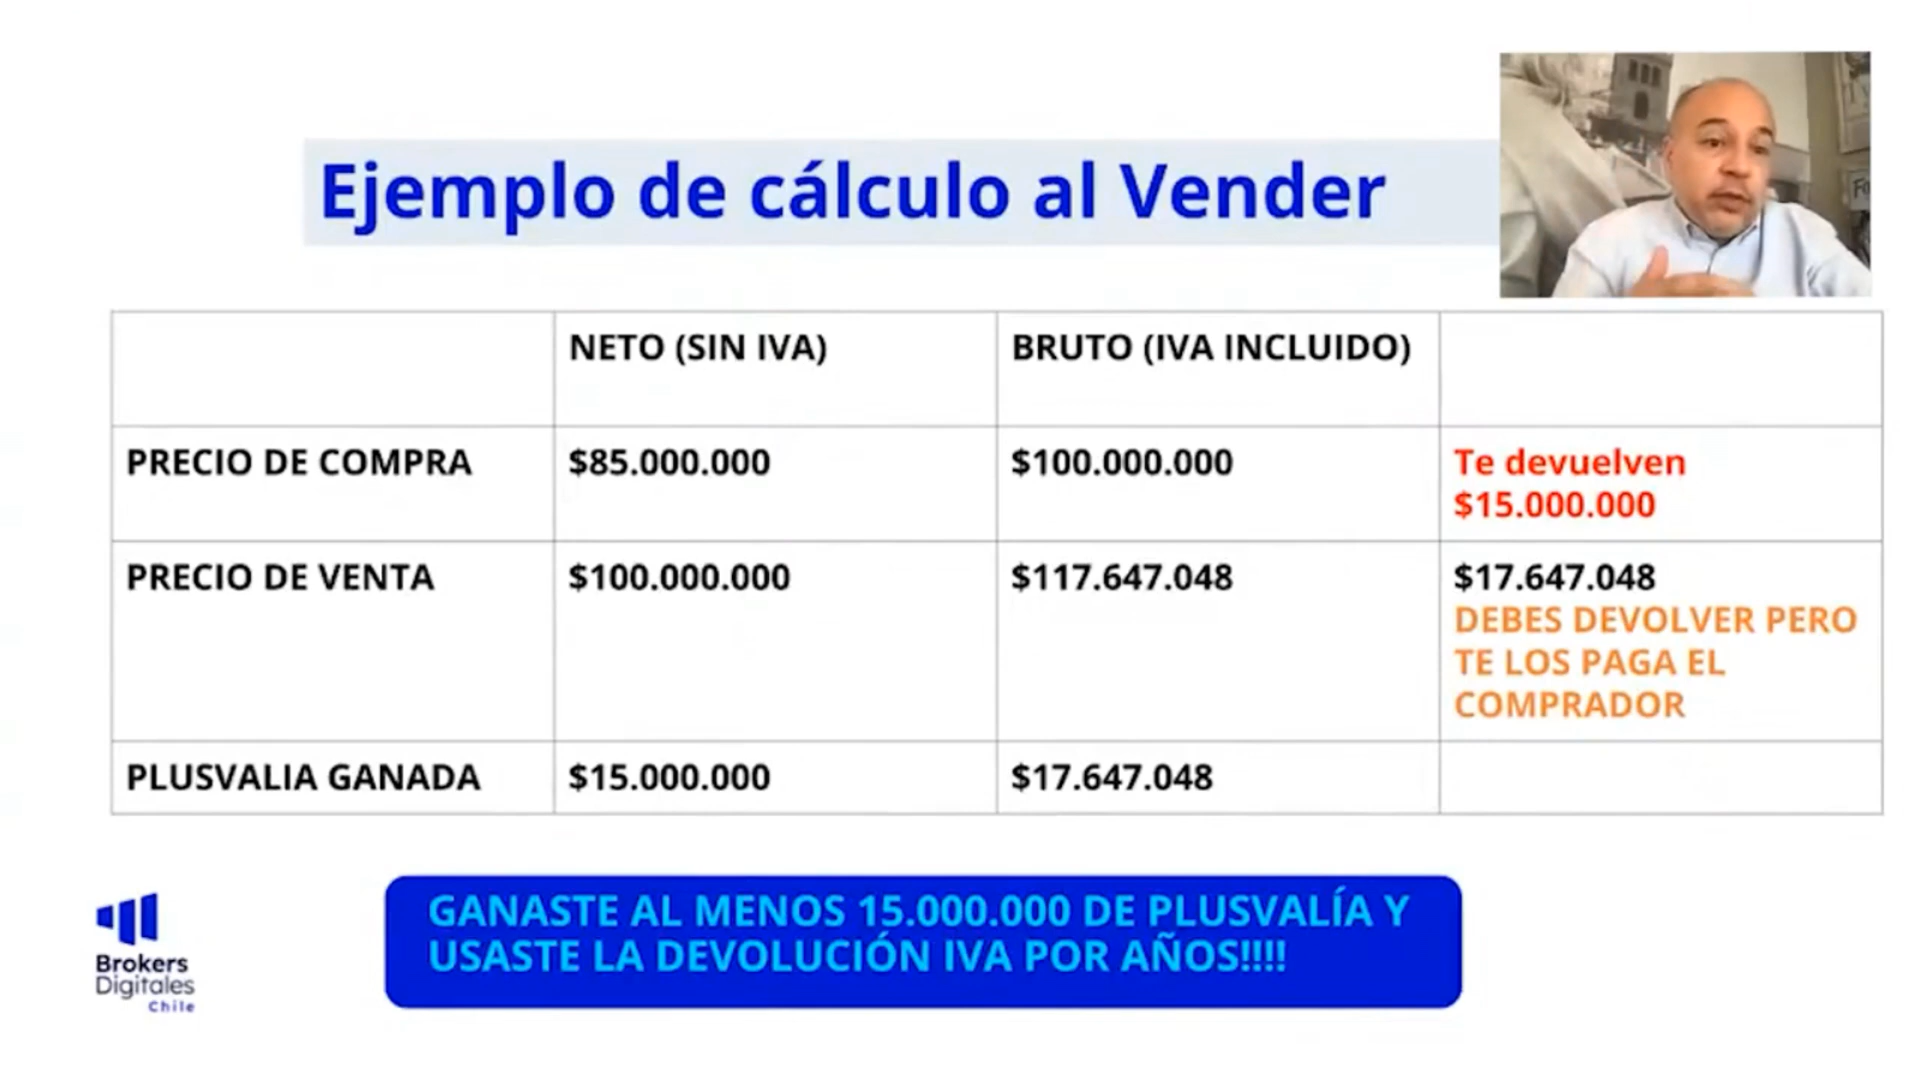 Ejemplo de cálculo al Vender
NETO (SIN IVA)
BRUTO (IVA INCLUIDO)
PRECIO DE COMPRA
$85.000.000
$100.000.000
Te devuelven
$15.000.000
PRECIO DE VENTA
$100.000.000
$117.647.048
$17.647.048
DEBES DEVOLVER PERO
TE LOS PAGA EL
COMPRADOR
PLUSVALIA GANADA
$15.000.000
$17.647.048
GANASTE AL MENOS 15.000.000 DE PLUSVALÍA Y
USASTE LA DEVOLUCIÓN IVA POR AÑOS!!!!
Brokers
Digitales
Chile